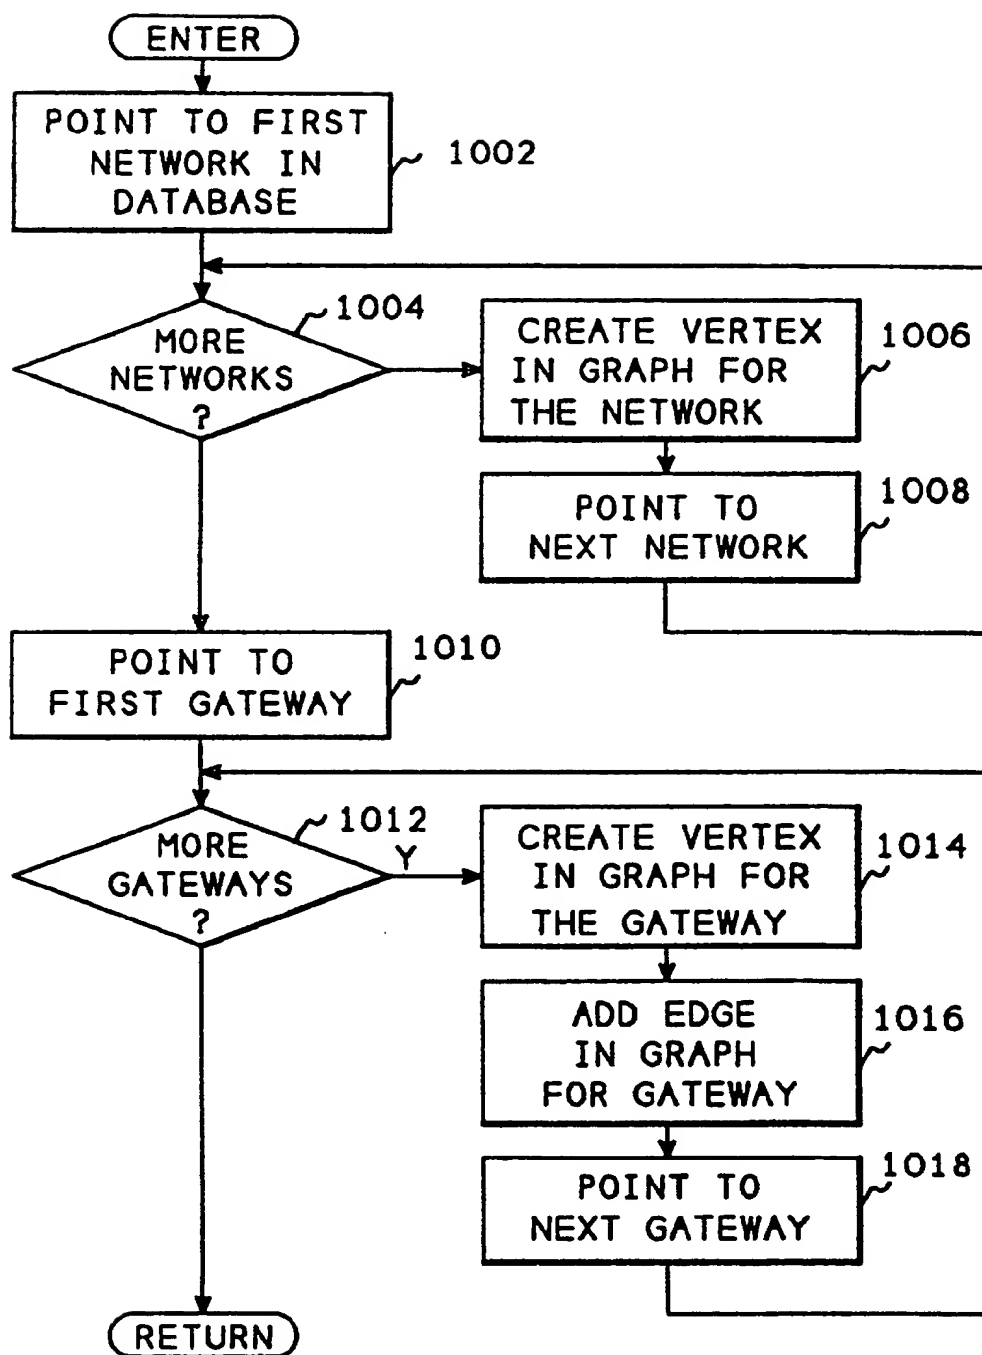 ENTER
POINT TO FIRST
NETWORK IN
DATABASE
1002
1004
MORE
NETWORKS
?
CREATE VERTEX
IN GRAPH FOR
THE NETWORK
1006
POINT TO
NEXT NETWORK
1008
POINT TO
FIRST GATEWAY
1010
1012
MORE
GATEWAYS
?
Y
CREATE VERTEX
IN GRAPH FOR
THE GATEWAY
1014
ADD EDGE
IN GRAPH
FOR GATEWAY
1016
POINT TO
NEXT GATEWAY
1018
RETURN